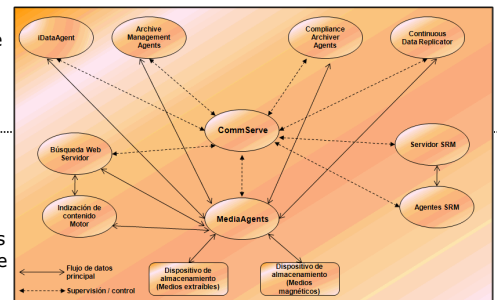 e
iDataAgent
Archive
Management
Agents
Compliance
Archiver
Agents
Continuous
Data Replicator
CommServe
Búsqueda Web
Servidor
Servidor SRM
Indización de
contenido
Motor
MediaAgents
Agentes SRM
s
e
Flujo de datos
principal
Supervisión / control
Dispositivo de
almacenamiento
(Medios extraíbles)
Dispositivo de
almacenamiento
(Medios
magnéticos)